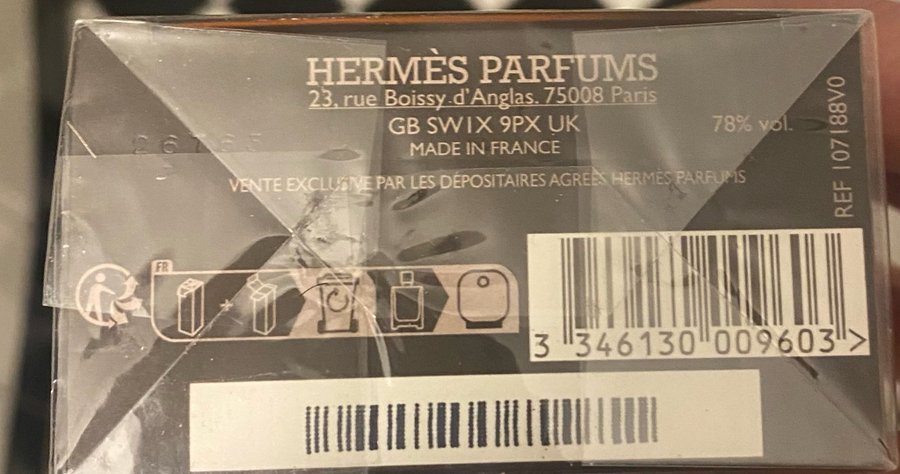 HERMÈS PARFUMS
23, rue Boissy d'Anglas. 75008 Paris
GB SW1X 9PX UK
78% vol.
MADE IN FRANCE
VENTE EXCLUSIVE PAR LES DÉPOSITAIRES AGRÉÉS HERMÈS PARFUMS
REF 107188V0
FR
+
3 346130 009603 >